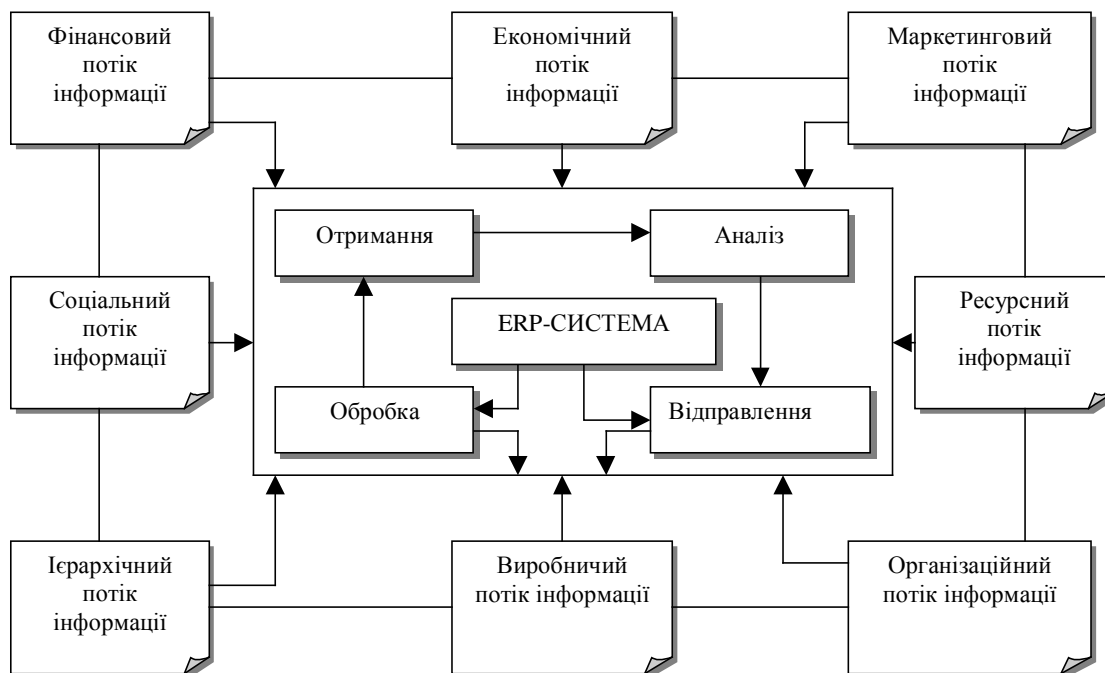 Фінансовий
потік
інформації
Економічний
потік
інформації
Маркетинговий
потік
інформації
Отримання
Аналіз
Соціальний
потік
інформації
ERP-СИСТЕМА
Ресурсний
потік
інформації
Обробка
Відправлення
Ієрархічний
потік
інформації
Виробничий
потік інформації
Організаційний
потік інформації